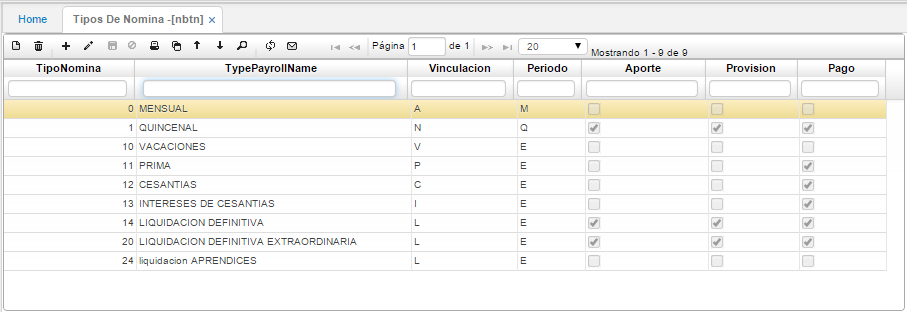 Home Tipos De Nomina -[nbtn] ×
Página 1 de 1 20 Mostrando 1 - 9 de 9
TipoNomina TypePayrollName Vinculacion Periodo Aporte Provision Pago
0 MENSUAL A M
1 QUINCENAL N Q
10 VACACIONES V E
11 PRIMA P E
12 CESANTIAS C E
13 INTERESES DE CESANTIAS I E
14 LIQUIDACION DEFINITIVA L E
20 LIQUIDACION DEFINITIVA EXTRAORDINARIA L E
24 liquidacion APRENDICES L E